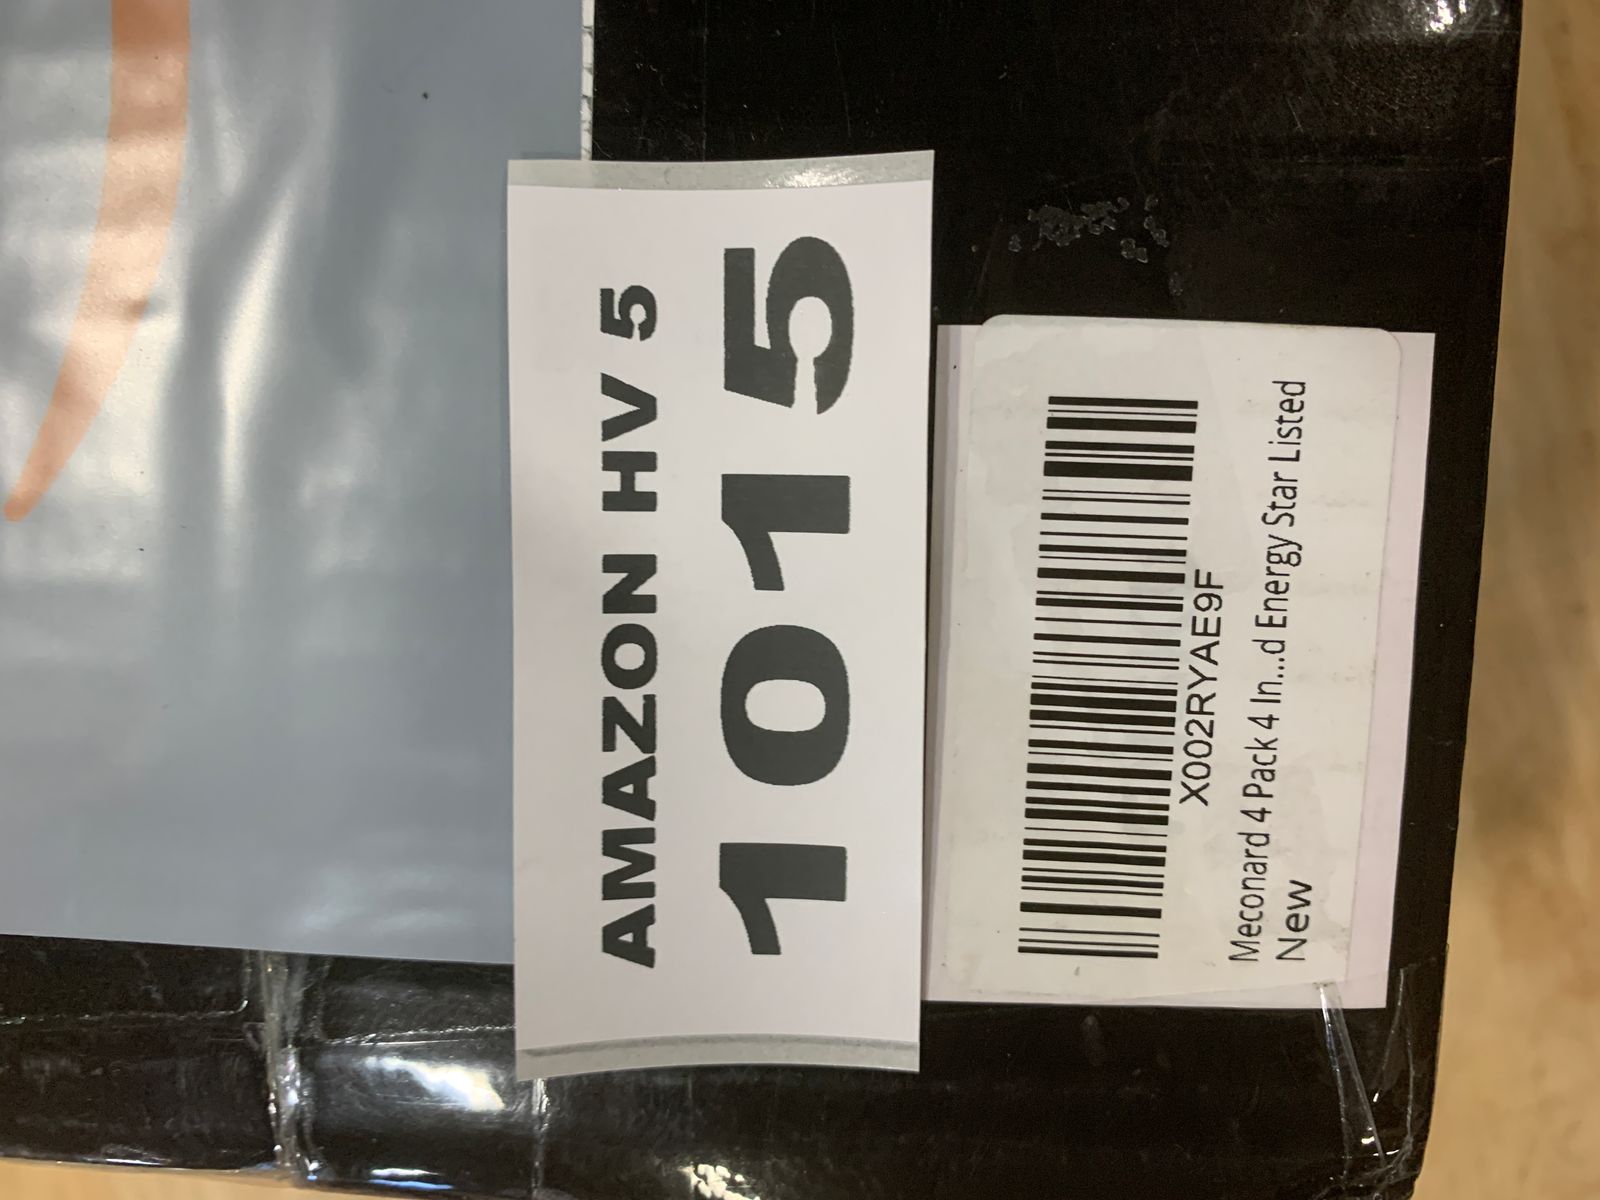 AMAZON HV 5
1015
X002RYAE9F
Meconard 4 Pack 4 In...d Energy Star Listed
New